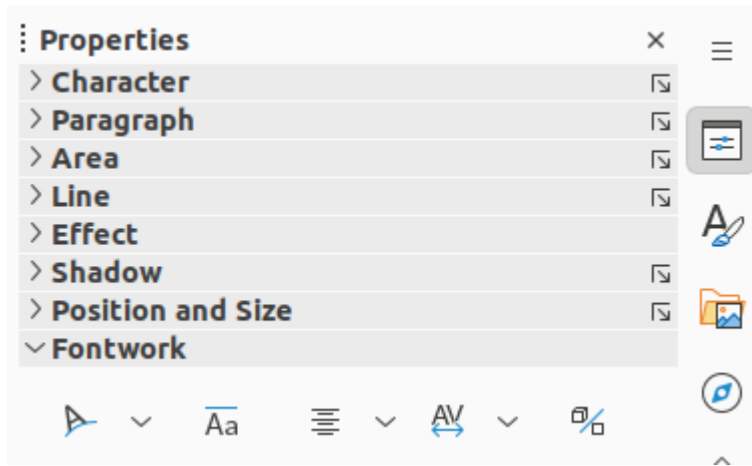 Properties
Character
Paragraph
Area
Line
Effect
Shadow
Position and Size
Fontwork
Aa AV